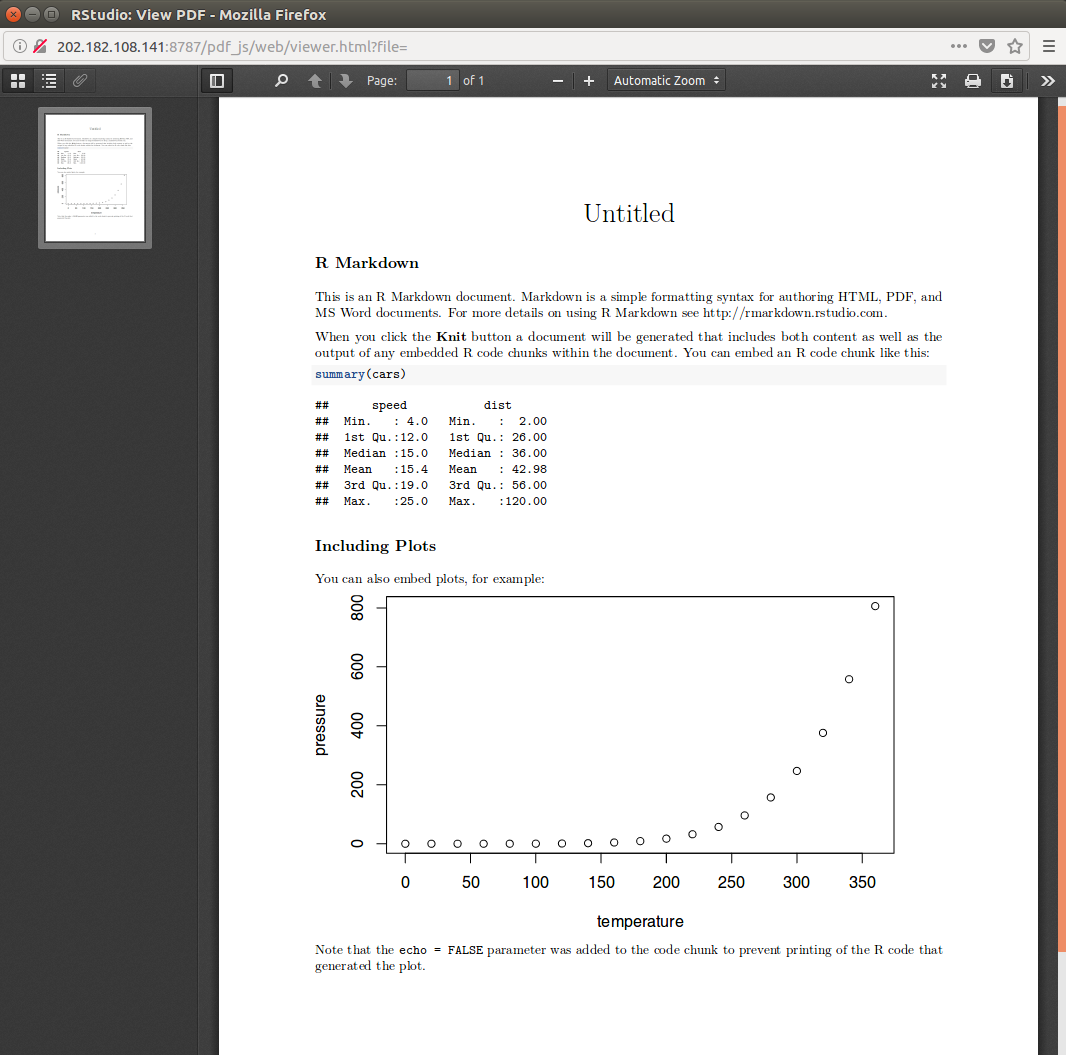 RStudio: View PDF - Mozilla Firefox
202.182.108.141:8787/pdf_js/web/viewer.html?file=
Page: 1 of 1
Automatic Zoom
Untitled
R Markdown
This is an R Markdown document. Markdown is a simple formatting syntax for authoring HTML, PDF, and
MS Word documents. For more details on using R Markdown see http://rmarkdown.rstudio.com.
When you click the Knit button a document will be generated that includes both content as well as the
output of any embedded R code chunks within the document. You can embed an R code chunk like this:
summary(cars)
##      speed           dist
##  Min.   : 4.0   Min.   :  2.00
##  1st Qu.:12.0   1st Qu.: 26.00
##  Median :15.0   Median : 36.00
##  Mean   :15.4   Mean   : 42.98
##  3rd Qu.:19.0   3rd Qu.: 56.00
##  Max.   :25.0   Max.   :120.00
Including Plots
You can also embed plots, for example:
800
600
400
200
0
pressure
0 50 100 150 200 250 300 350
temperature
Note that the echo = FALSE parameter was added to the code chunk to prevent printing of the R code that
generated the plot.